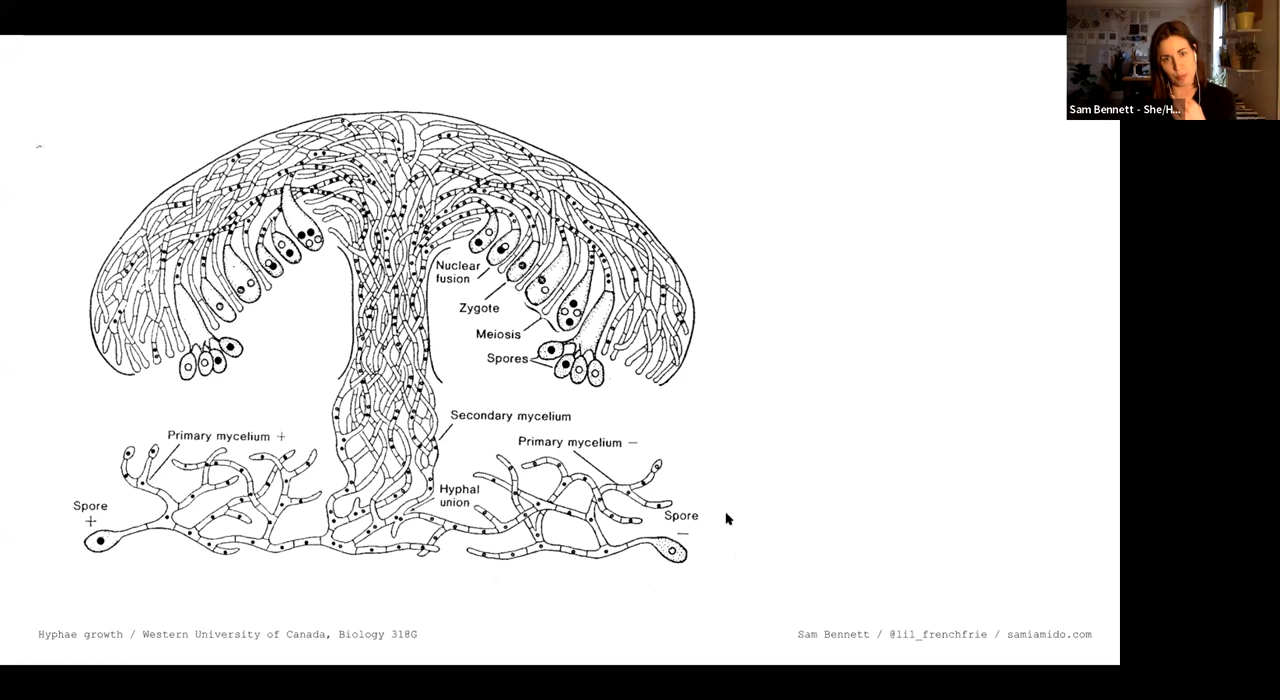 Sam Bennett - She/H...
Nuclear
fusion
Zygote
Meiosis
Spores
Secondary mycelium
Primary mycelium +
Primary mycelium −
Hyphal
union
Spore
+
Spore
−
Hyphae growth / Western University of Canada, Biology 318G
Sam Bennett / @lil_frenchfrie / samiamido.com